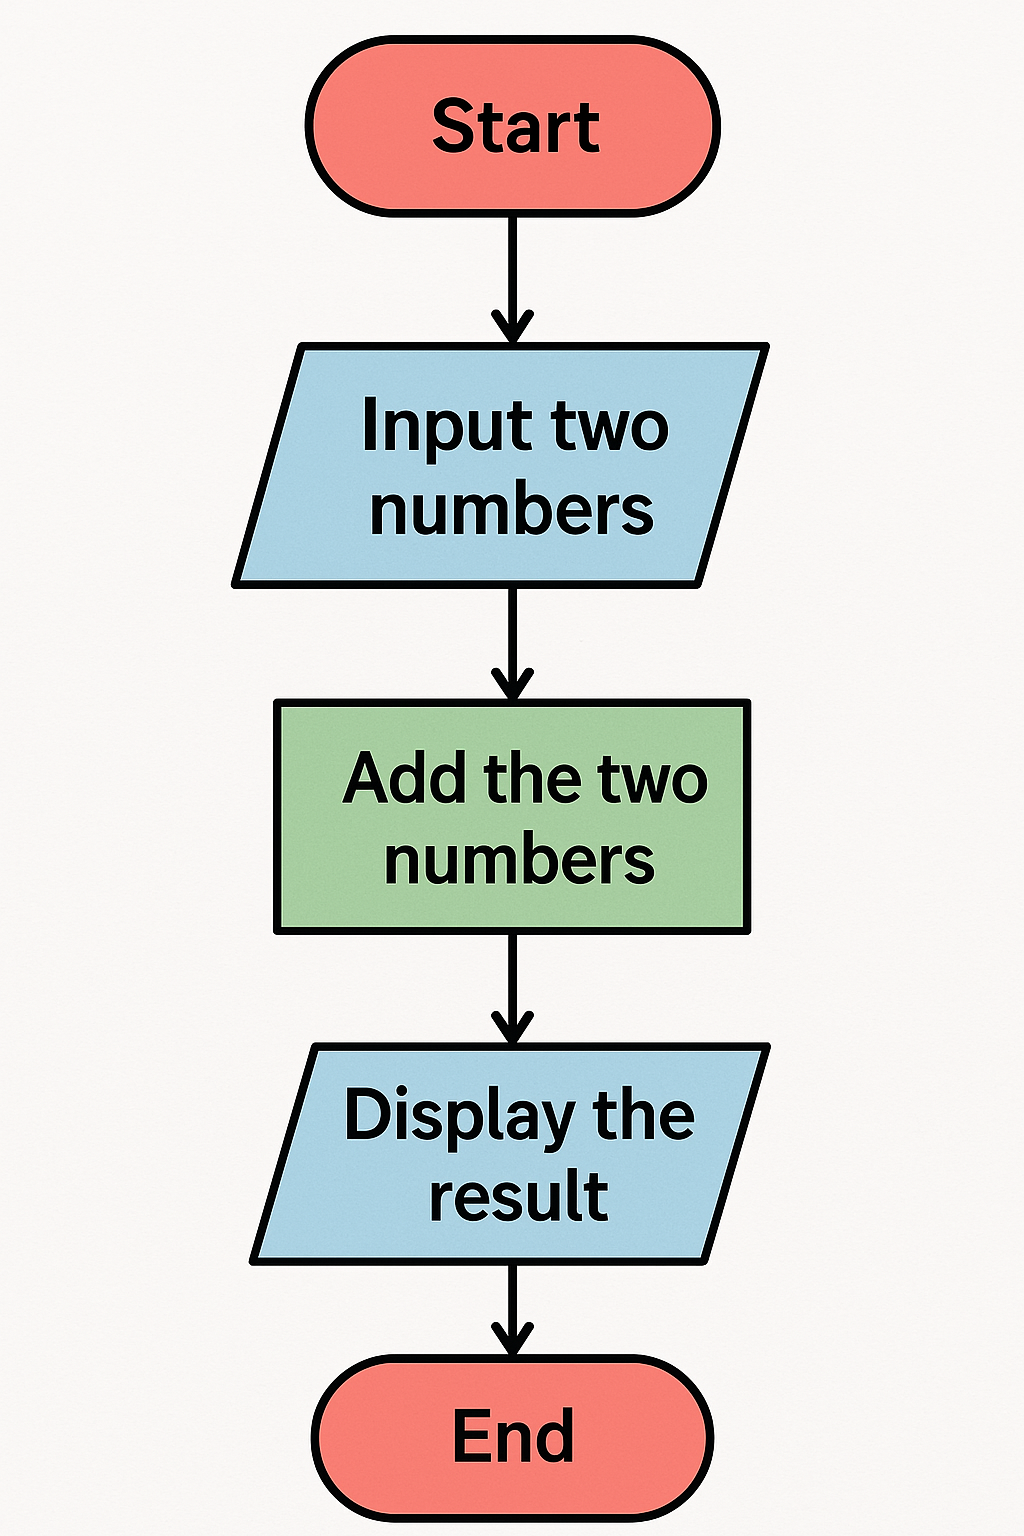 Start
Input two
numbers
Add the two
numbers
Display the
result
End